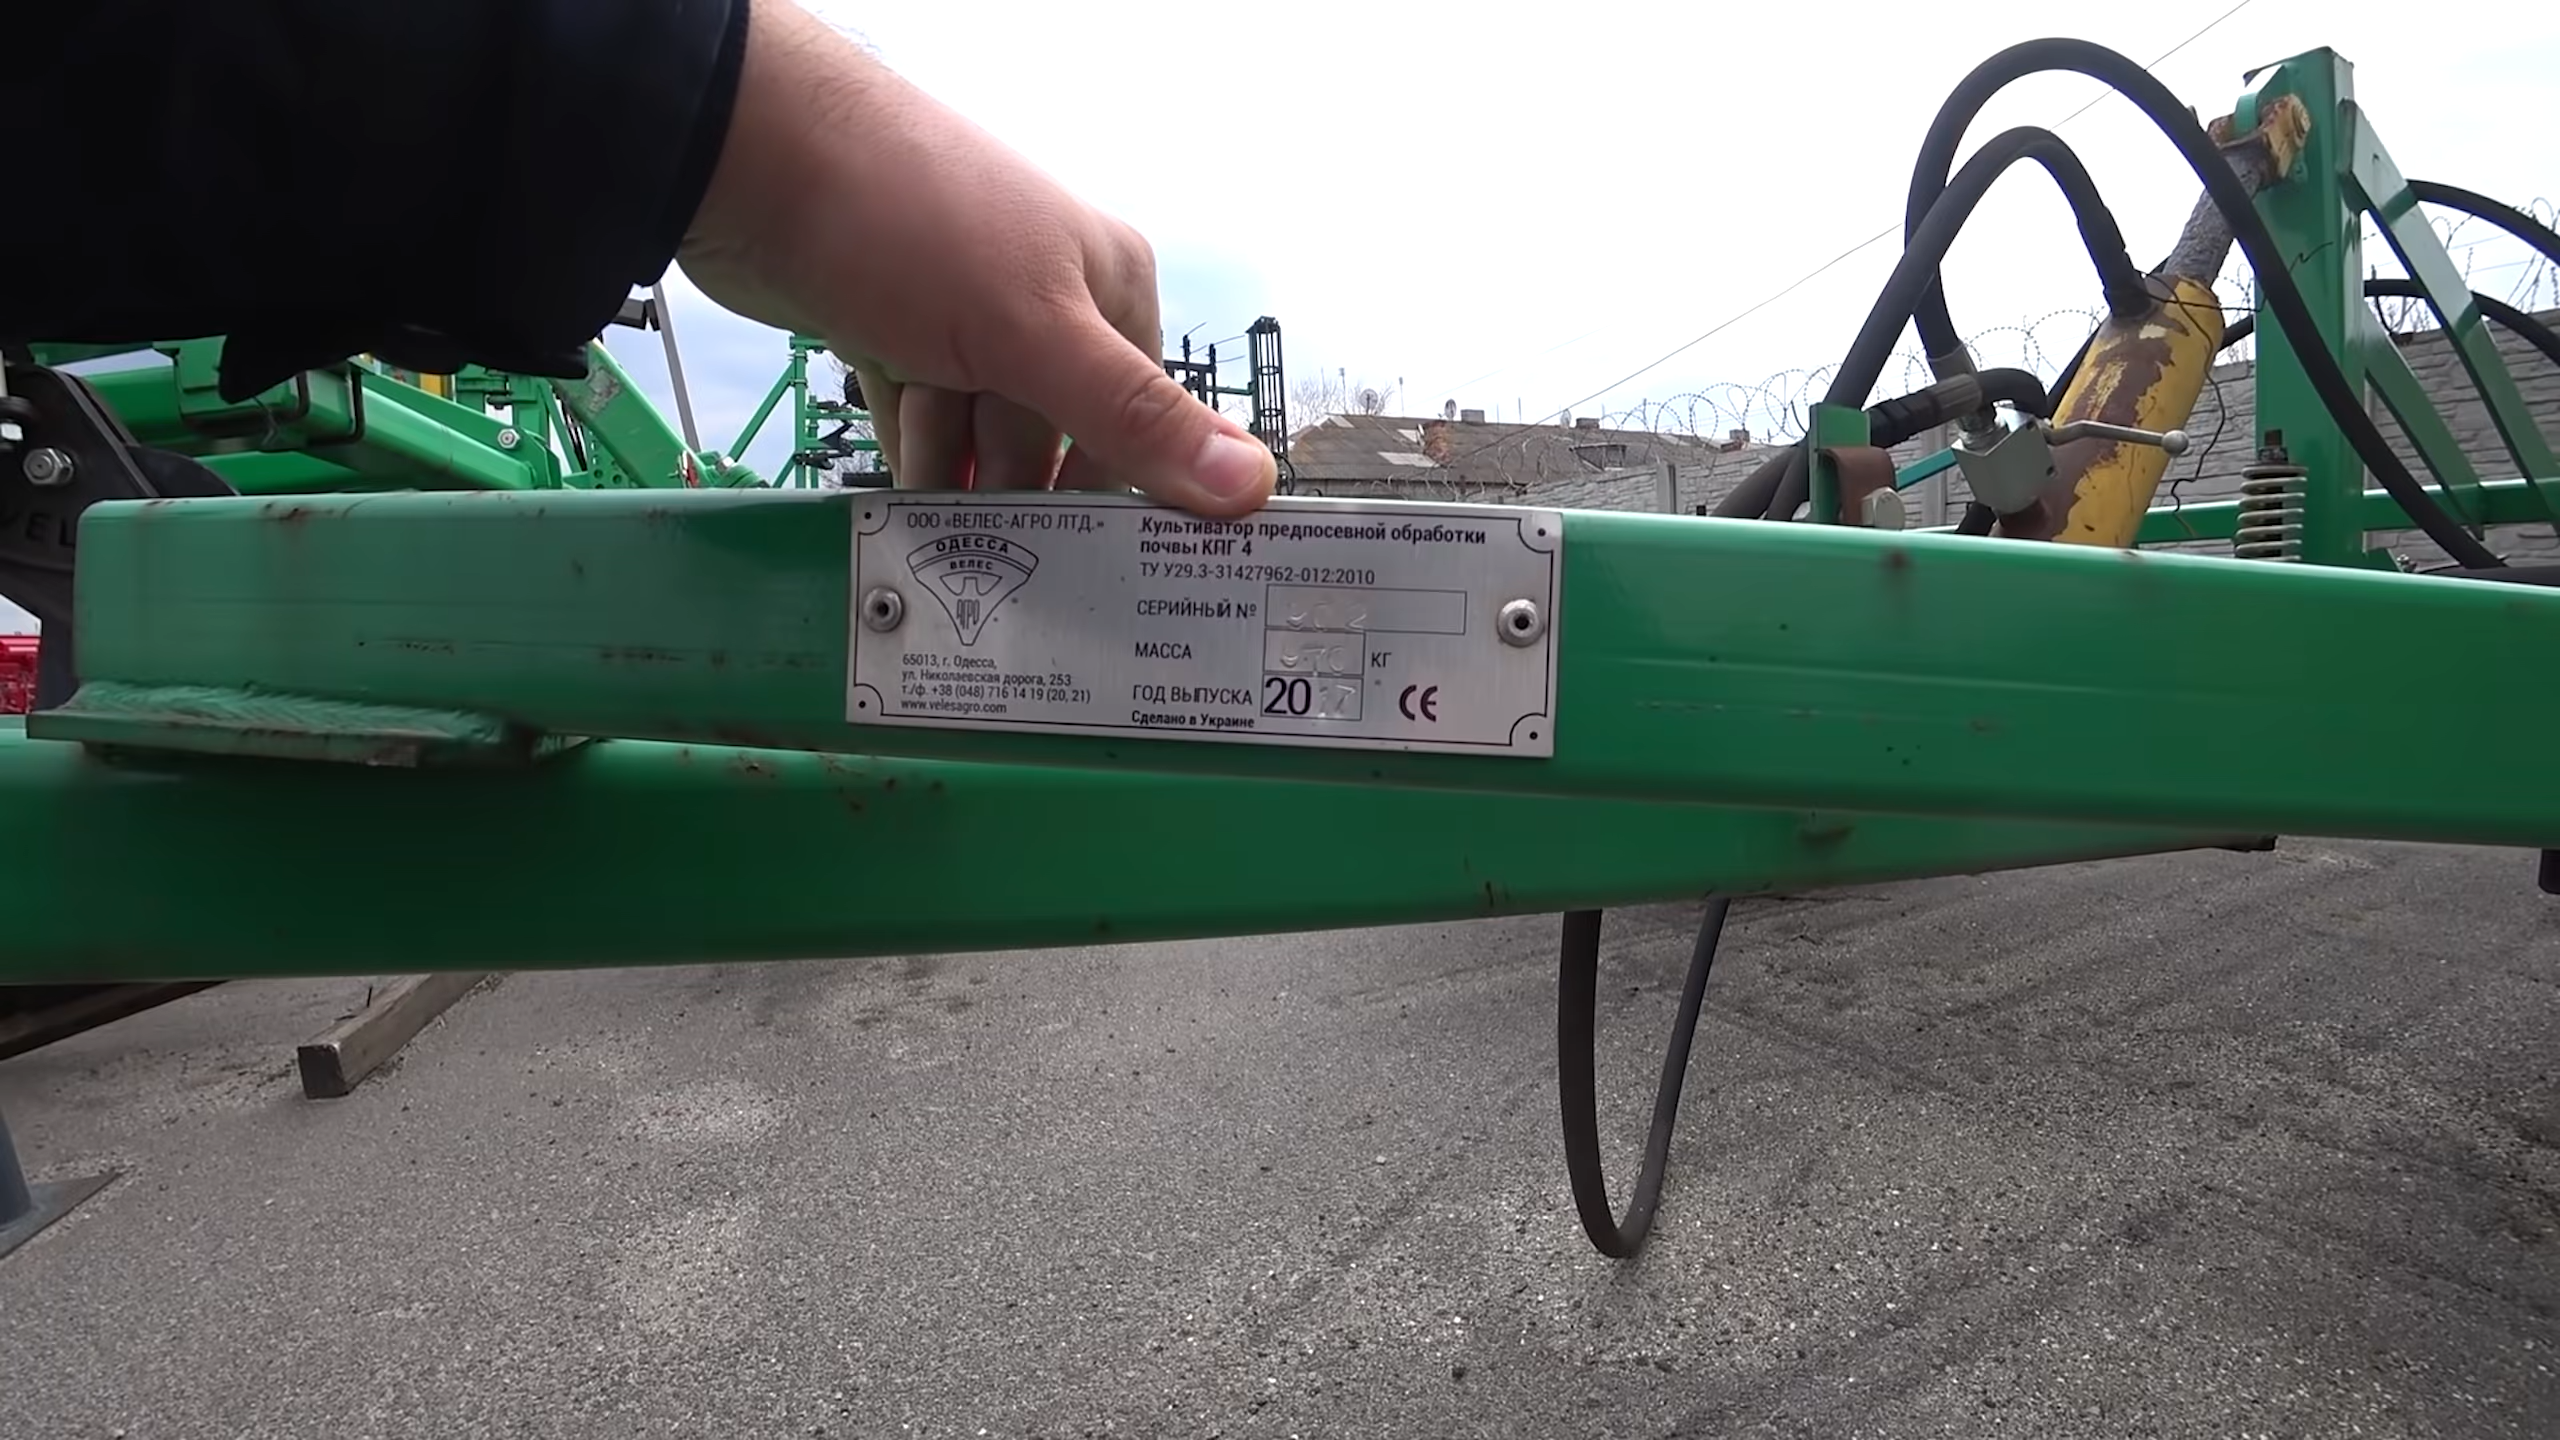 ООО «ВЕЛЕС-АГРО ЛТД.»
ОДЕССА
ВЕЛЕС
АГРО
65013, г. Одесса,
ул. Николаевская дорога, 253
т./ф. +38 (048) 716 14 19 (20, 21)
www.velesagro.com
Культиватор предпосевной обработки
почвы КПГ 4
ТУ У29.3-31427962-012:2010
СЕРИЙНЫЙ №
МАССА КГ
ГОД ВЫПУСКА 2017
Сделано в Украине
CE